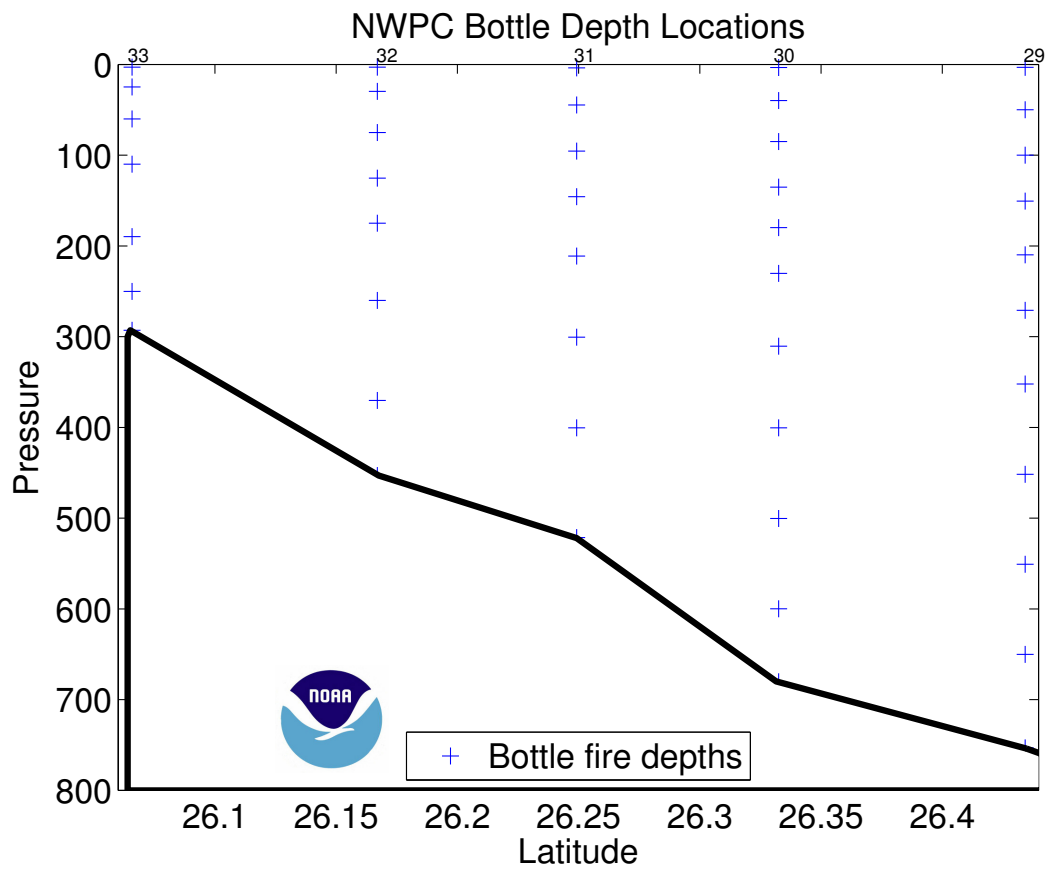 NWPC Bottle Depth Locations
33 32 31 30 29
0
100
200
300
400
500
600
700
800
Pressure
NOAA
Bottle fire depths
26.1 26.15 26.2 26.25 26.3 26.35 26.4
Latitude